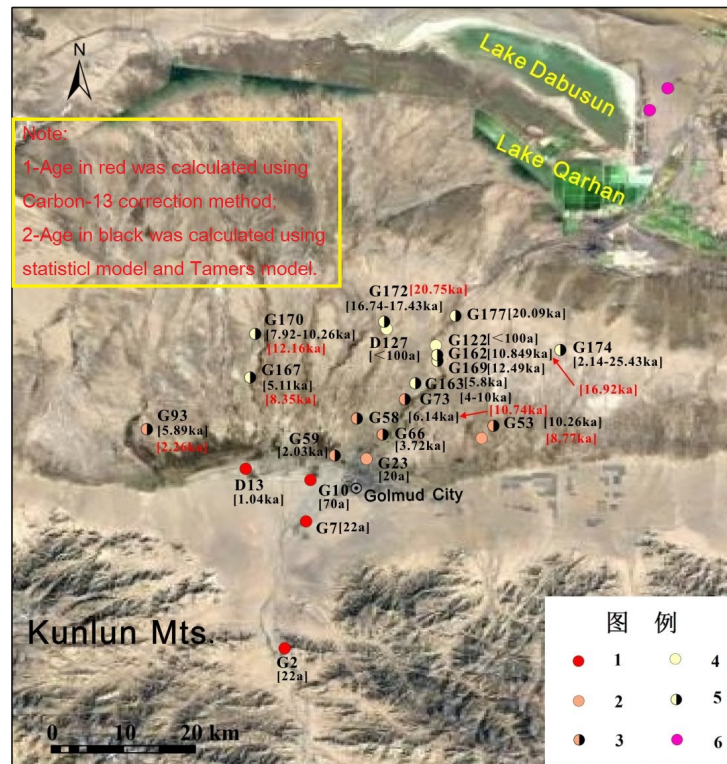 N
Lake Dabusun
Lake Qarhan
Note:
1-Age in red was calculated using
Carbon-13 correction method;
2-Age in black was calculated using
statisticl model and Tamers model.
G172[20.75ka]
[16.74-17.43ka]
G177[20.09ka]
G170
[7.92-10.26ka]
[12.16ka]
D127
[<100a]
G122[<100a]
G162[10.849ka]
G169[12.49ka]
G174
[2.14-25.43ka]
[16.92ka]
G167
[5.11ka]
[8.35ka]
G163[5.8ka]
G73[4-10ka]
G93
[5.89ka]
[2.26ka]
G58[6.14ka]
[10.74ka]
G53[10.26ka]
[8.77ka]
G66
[3.72ka]
G59
[2.03ka]
G23
[20a]
D13
[1.04ka]
G10
[70a]
Golmud City
G7[22a]
Kunlun Mts.
G2
[22a]
0 10 20 km
图 例
1 4
2 5
3 6